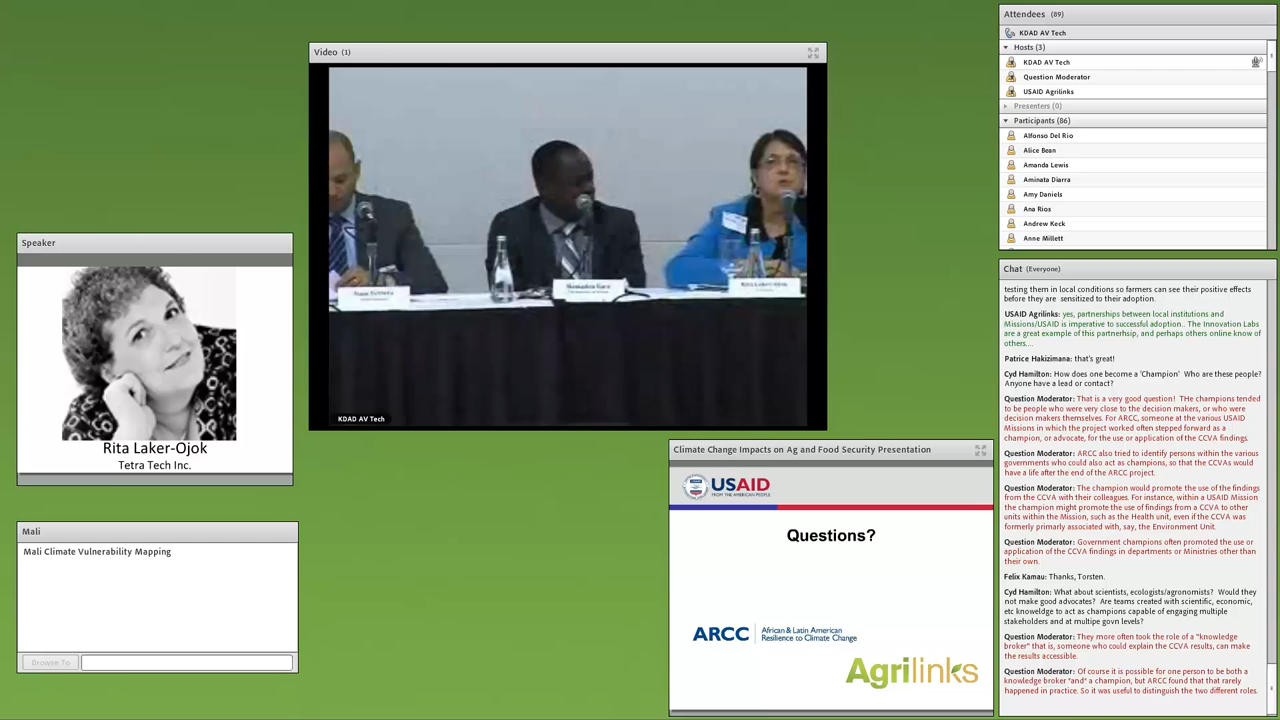 Video (1)
KDAD AV Tech
Speaker
Rita Laker-Ojok
Tetra Tech Inc.
Mali
Mali Climate Vulnerability Mapping
Browse To
Climate Change Impacts on Ag and Food Security Presentation
USAID
FROM THE AMERICAN PEOPLE
Questions?
ARCC
African & Latin American
Resilience to Climate Change
Agrilinks
Attendees (89)
KDAD AV Tech
Hosts (3)
KDAD AV Tech
Question Moderator
USAID Agrilinks
Presenters (0)
Participants (86)
Alfonso Del Rio
Alice Bean
Amanda Lewis
Aminata Diarra
Amy Daniels
Ana Rios
Andrew Keck
Anne Millett
Chat (Everyone)
testing them in local conditions so farmers can see their positive effects
before they are sensitized to their adoption.
USAID Agrilinks: yes, partnerships between local institutions and
Missions/USAID is imperative to successful adoption.. The Innovation Labs
are a great example of this partnerhsip, and perhaps others online know of
others....
Patrice Hakizimana: that's great!
Cyd Hamilton: How does one become a 'Champion' Who are these people?
Anyone have a lead or contact?
Question Moderator: That is a very good question! THe champions tended
to be people who were very close to the decision makers, or who were
decision makers themselves. For ARCC, someone at the various USAID
Missions in which the project worked often stepped forward as a
champion, or advocate, for the use or application of the CCVA findings.
Question Moderator: ARCC also tried to identify persons within the various
governments who could also act as champions, so that the CCVAs would
have a life after the end of the ARCC project.
Question Moderator: The champion would promote the use of the findings
from the CCVA with their colleagues. For instance, within a USAID Mission
the champion might promote the use of findings from a CCVA to other
units within the Mission, such as the Health unit, even if the CCVA was
formerly primarly associated with, say, the Environment Unit.
Question Moderator: Government champions often promoted the use or
application of the CCVA findings in departments or Ministries other than
their own.
Felix Kamau: Thanks, Torsten.
Cyd Hamilton: What about scientists, ecologists/agronomists? Would they
not make good advocates? Are teams created with scientific, economic,
etc knoweldge to act as champions capable of engaging multiple
stakeholders and at multipe govn levels?
Question Moderator: They more often took the role of a "knowledge
broker" that is, someone who could explain the CCVA results, can make
the results accessible.
Question Moderator: Of course it is possible for one person to be both a
knowledge broker "and" a champion, but ARCC found that that rarely
happened in practice. So it was useful to distinguish the two different roles.